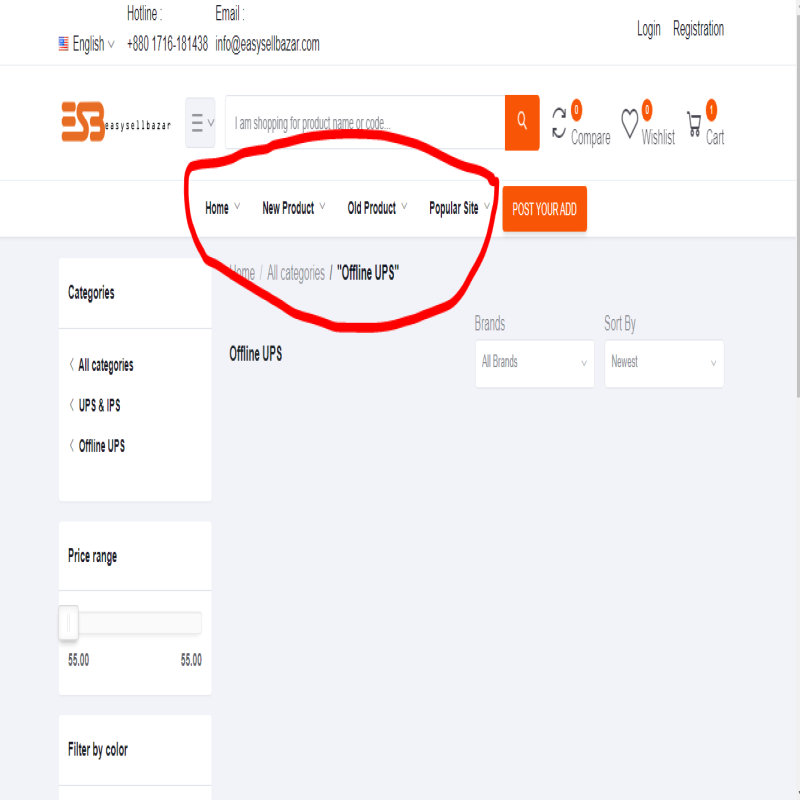 Hotline :
Email :
English
+880 1716-181438
info@easysellbazar.com
Login
Registration
ESB
easysellbazar
I am shopping for product name or code...
0
Compare
0
Wishlist
1
Cart
Home
New Product
Old Product
Popular Site
POST YOUR ADD
Home / All categories / "Offline UPS"
Categories
All categories
UPS & IPS
Offline UPS
Offline UPS
Brands
All Brands
Sort By
Newest
Price range
55.00
55.00
Filter by color